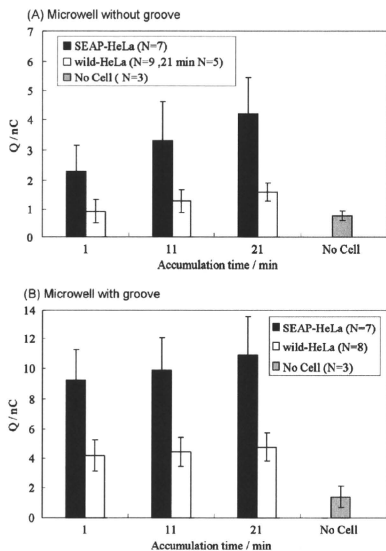 (A) Microwell without groove
7
6
5
4
3
2
1
0
Q / nC
SEAP-HeLa (N=7)
wild-HeLa (N=9 ,21 min N=5)
No Cell ( N=3)
1 11 21 No Cell
Accumulation time / min
(B) Microwell with groove
14
12
10
8
6
4
2
0
Q / nC
SEAP-HeLa (N=7)
wild-HeLa (N=8)
No Cell (N=3)
1 11 21 No Cell
Accumulation time / min